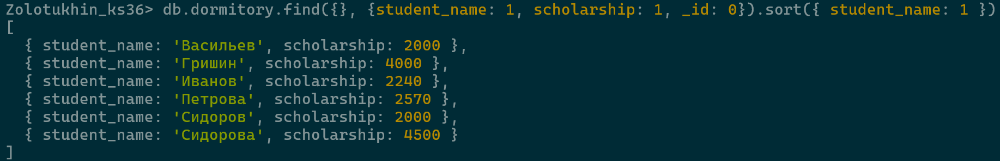 Zolotukhin_ks36> db.dormitory.find({}, {student_name: 1, scholarship: 1, _id: 0}).sort({ student_name: 1 })
[
  { student_name: 'Васильев', scholarship: 2000 },
  { student_name: 'Гришин', scholarship: 4000 },
  { student_name: 'Иванов', scholarship: 2240 },
  { student_name: 'Петрова', scholarship: 2570 },
  { student_name: 'Сидоров', scholarship: 2000 },
  { student_name: 'Сидорова', scholarship: 4500 }
]